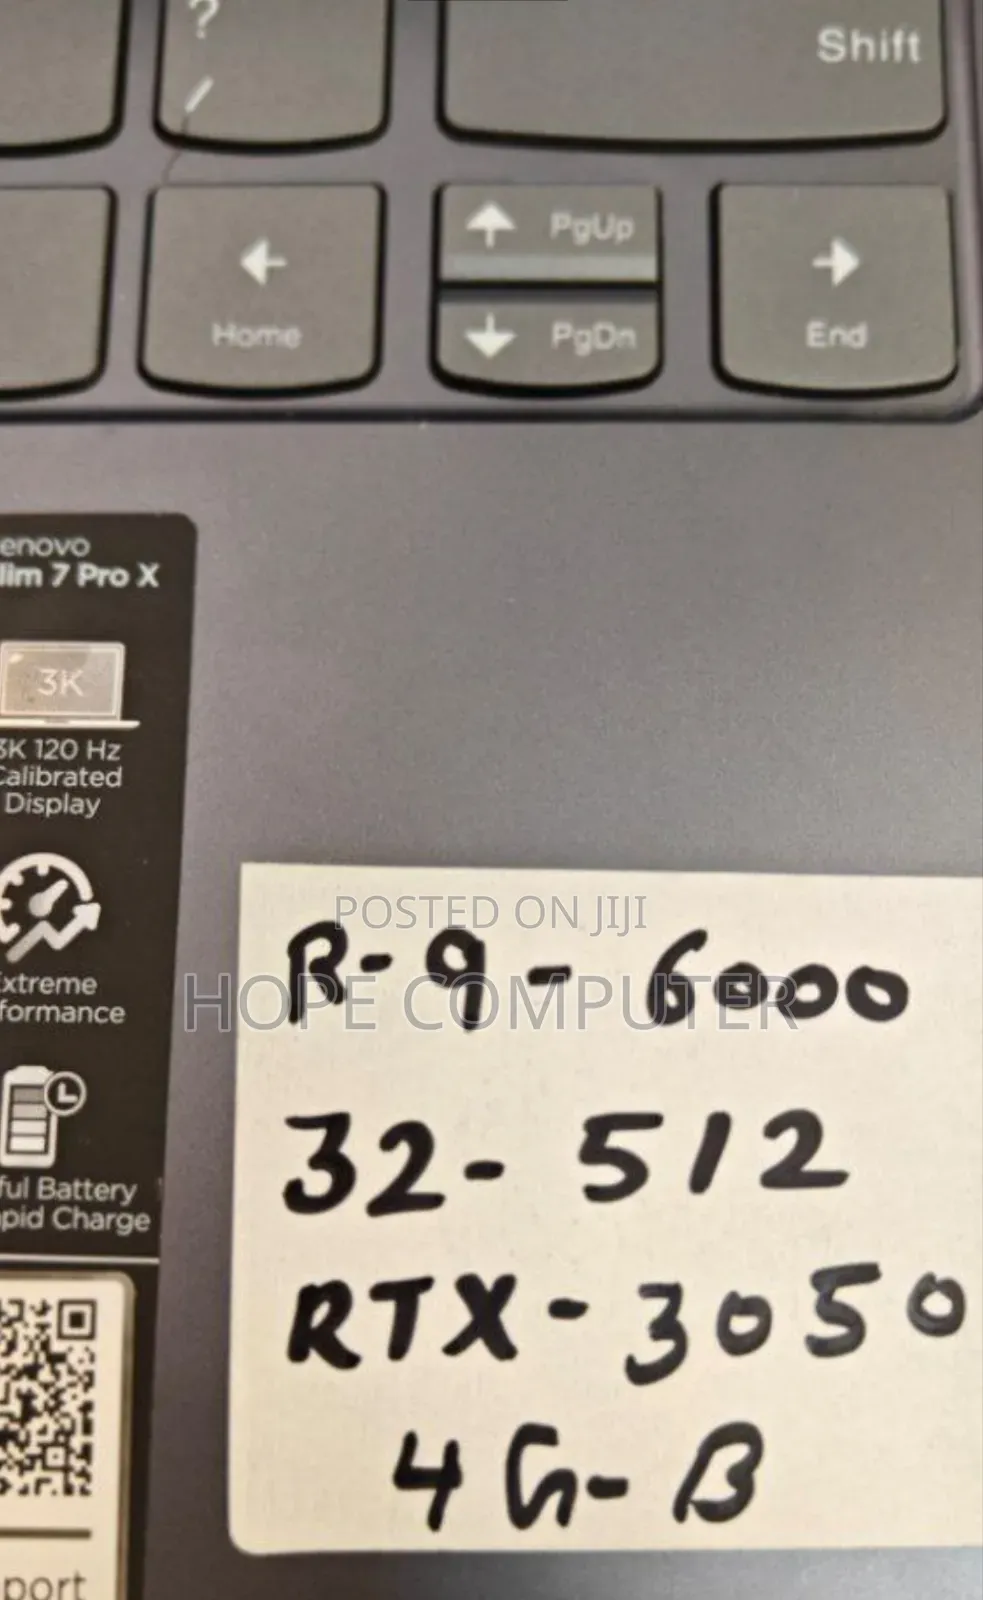 ?
/
Shift
Home
PgUp
PgDn
End
enovo
lim 7 Pro X
3K
3K 120 Hz
Calibrated
Display
xtreme
formance
ful Battery
pid Charge
port
POSTED ON JIJI
HOPE COMPUTER
R-9-6000
32-512
RTX-3050
4G-B